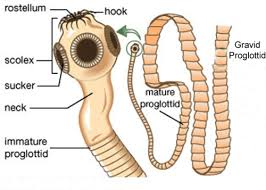 rostellum
hook
Gravid
Proglottid
scolex
sucker
mature
proglottid
neck
immature
proglottid